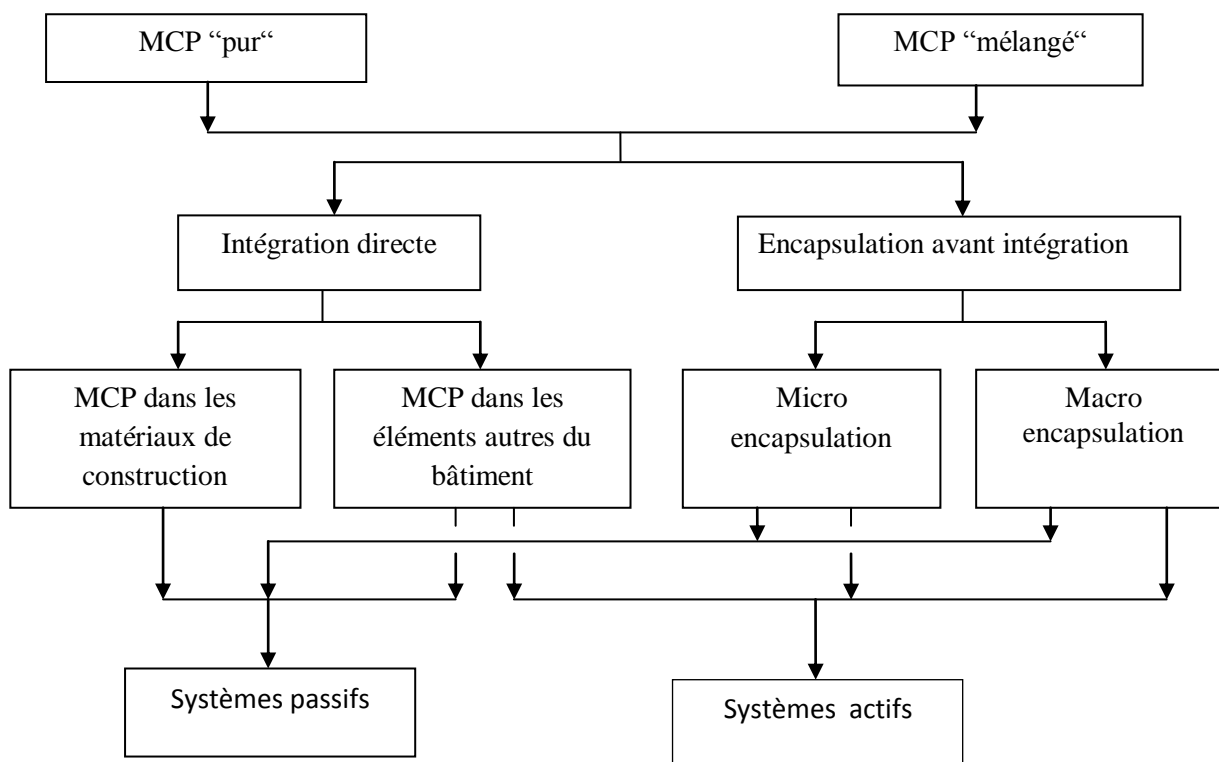 MCP “pur“
MCP “mélangé“
Intégration directe
Encapsulation avant intégration
MCP dans les
matériaux de
construction
MCP dans les
éléments autres du
bâtiment
Micro
encapsulation
Macro
encapsulation
Systèmes passifs
Systèmes actifs